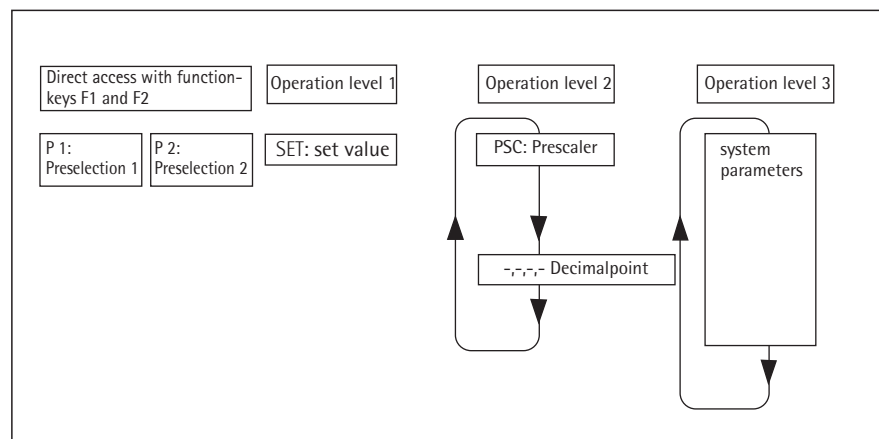 Direct access with function-
keys F1 and F2
Operation level 1
Operation level 2
Operation level 3
P 1:
Preselection 1
P 2:
Preselection 2
SET: set value
PSC: Prescaler
system
parameters
-,-,-,- Decimalpoint